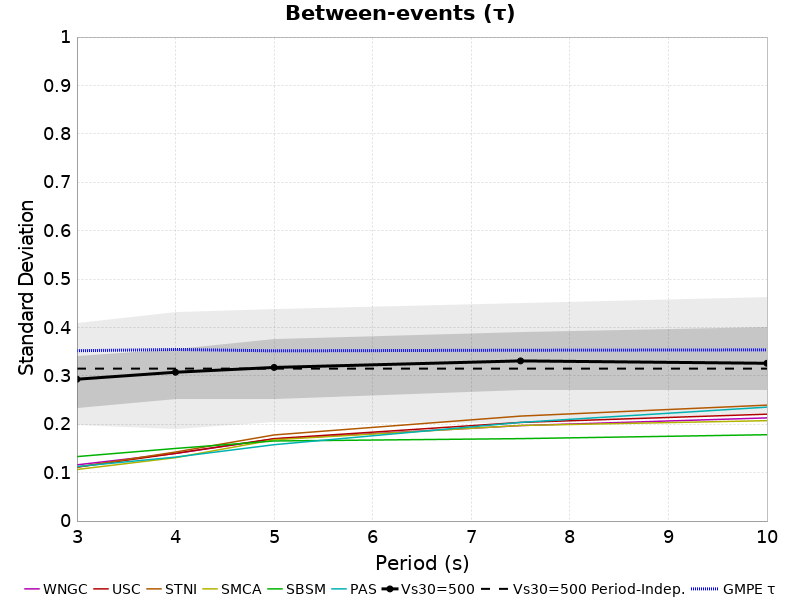 Between-events (τ)
1
0.9
0.8
0.7
0.6
0.5
0.4
0.3
0.2
0.1
0
Standard Deviation
3 4 5 6 7 8 9 10
Period (s)
WNGC USC STNI SMCA SBSM PAS Vs30=500 Vs30=500 Period-Indep. GMPE τ